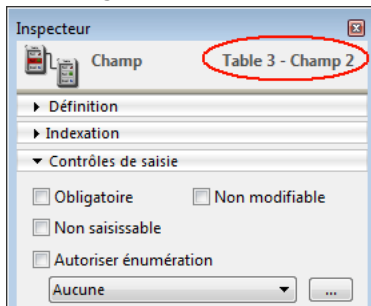 Inspecteur
Champ Table 3 - Champ 2
Définition
Indexation
Contrôles de saisie
Obligatoire Non modifiable
Non saisissable
Autoriser énumération
Aucune ...